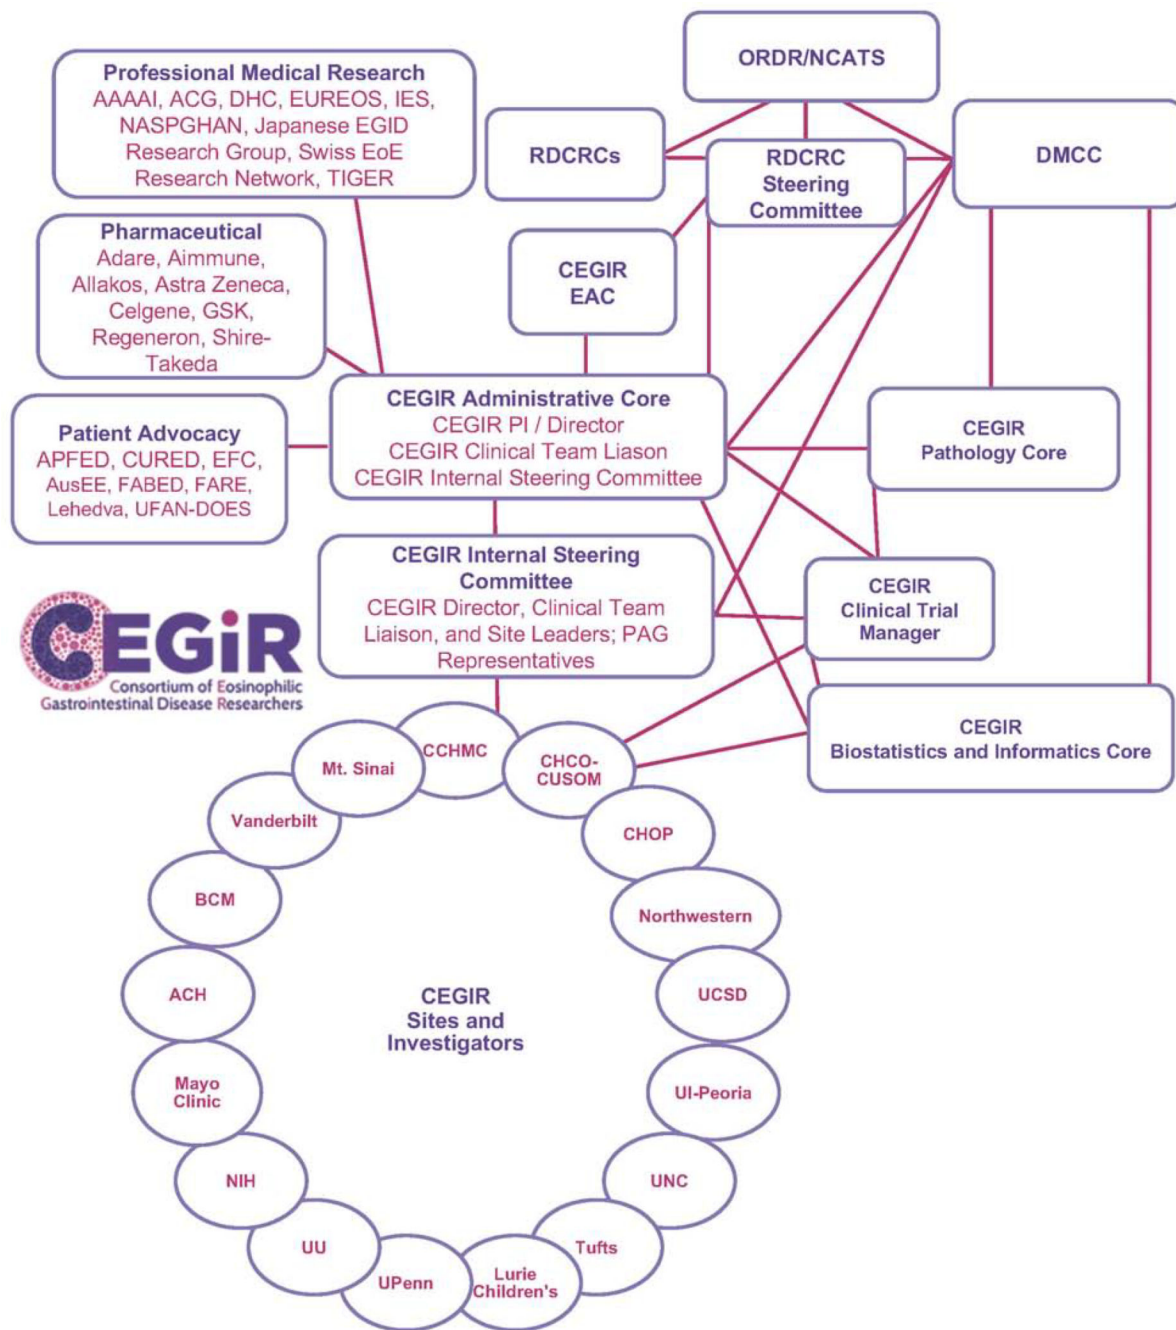 ORDR/NCATS
Professional Medical Research
AAAAI, ACG, DHC, EUREOS, IES,
NASPGHAN, Japanese EGID
Research Group, Swiss EoE
Research Network, TIGER
RDCRCs
RDCRC
Steering
Committee
DMCC
Pharmaceutical
Adare, Aimmune,
Allakos, Astra Zeneca,
Celgene, GSK,
Regeneron, Shire-
Takeda
CEGIR
EAC
CEGIR Administrative Core
CEGIR PI / Director
CEGIR Clinical Team Liason
CEGIR Internal Steering Committee
Patient Advocacy
APFED, CURED, EFC,
AusEE, FABED, FARE,
Lehedva, UFAN-DOES
CEGIR
Pathology Core
CEGIR Internal Steering
Committee
CEGIR Director, Clinical Team
Liaison, and Site Leaders; PAG
Representatives
CEGIR
Clinical Trial
Manager
CEGiR
Consortium of Eosinophilic
Gastrointestinal Disease Researchers
CEGIR
Biostatistics and Informatics Core
CCHMC
CHCO-
CUSOM
CHOP
Northwestern
UCSD
UI-Peoria
UNC
Tufts
Lurie
Children's
UPenn
UU
NIH
Mayo
Clinic
ACH
BCM
Vanderbilt
Mt. Sinai
CEGIR
Sites and
Investigators